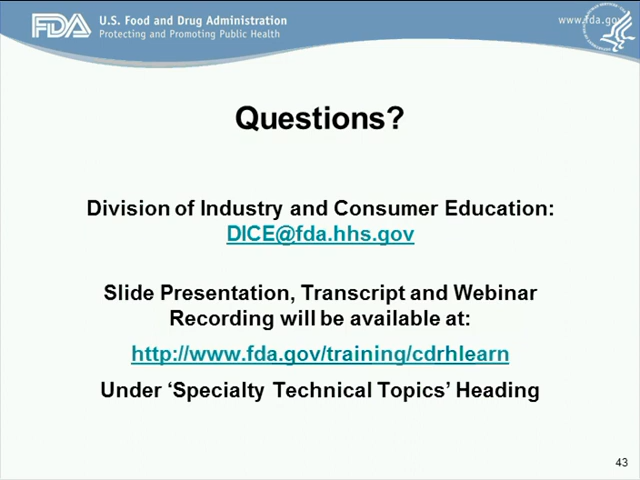 FDA U.S. Food and Drug Administration
Protecting and Promoting Public Health
www.fda.gov
Questions?
Division of Industry and Consumer Education:
DICE@fda.hhs.gov
Slide Presentation, Transcript and Webinar
Recording will be available at:
http://www.fda.gov/training/cdrhlearn
Under ‘Specialty Technical Topics’ Heading
43